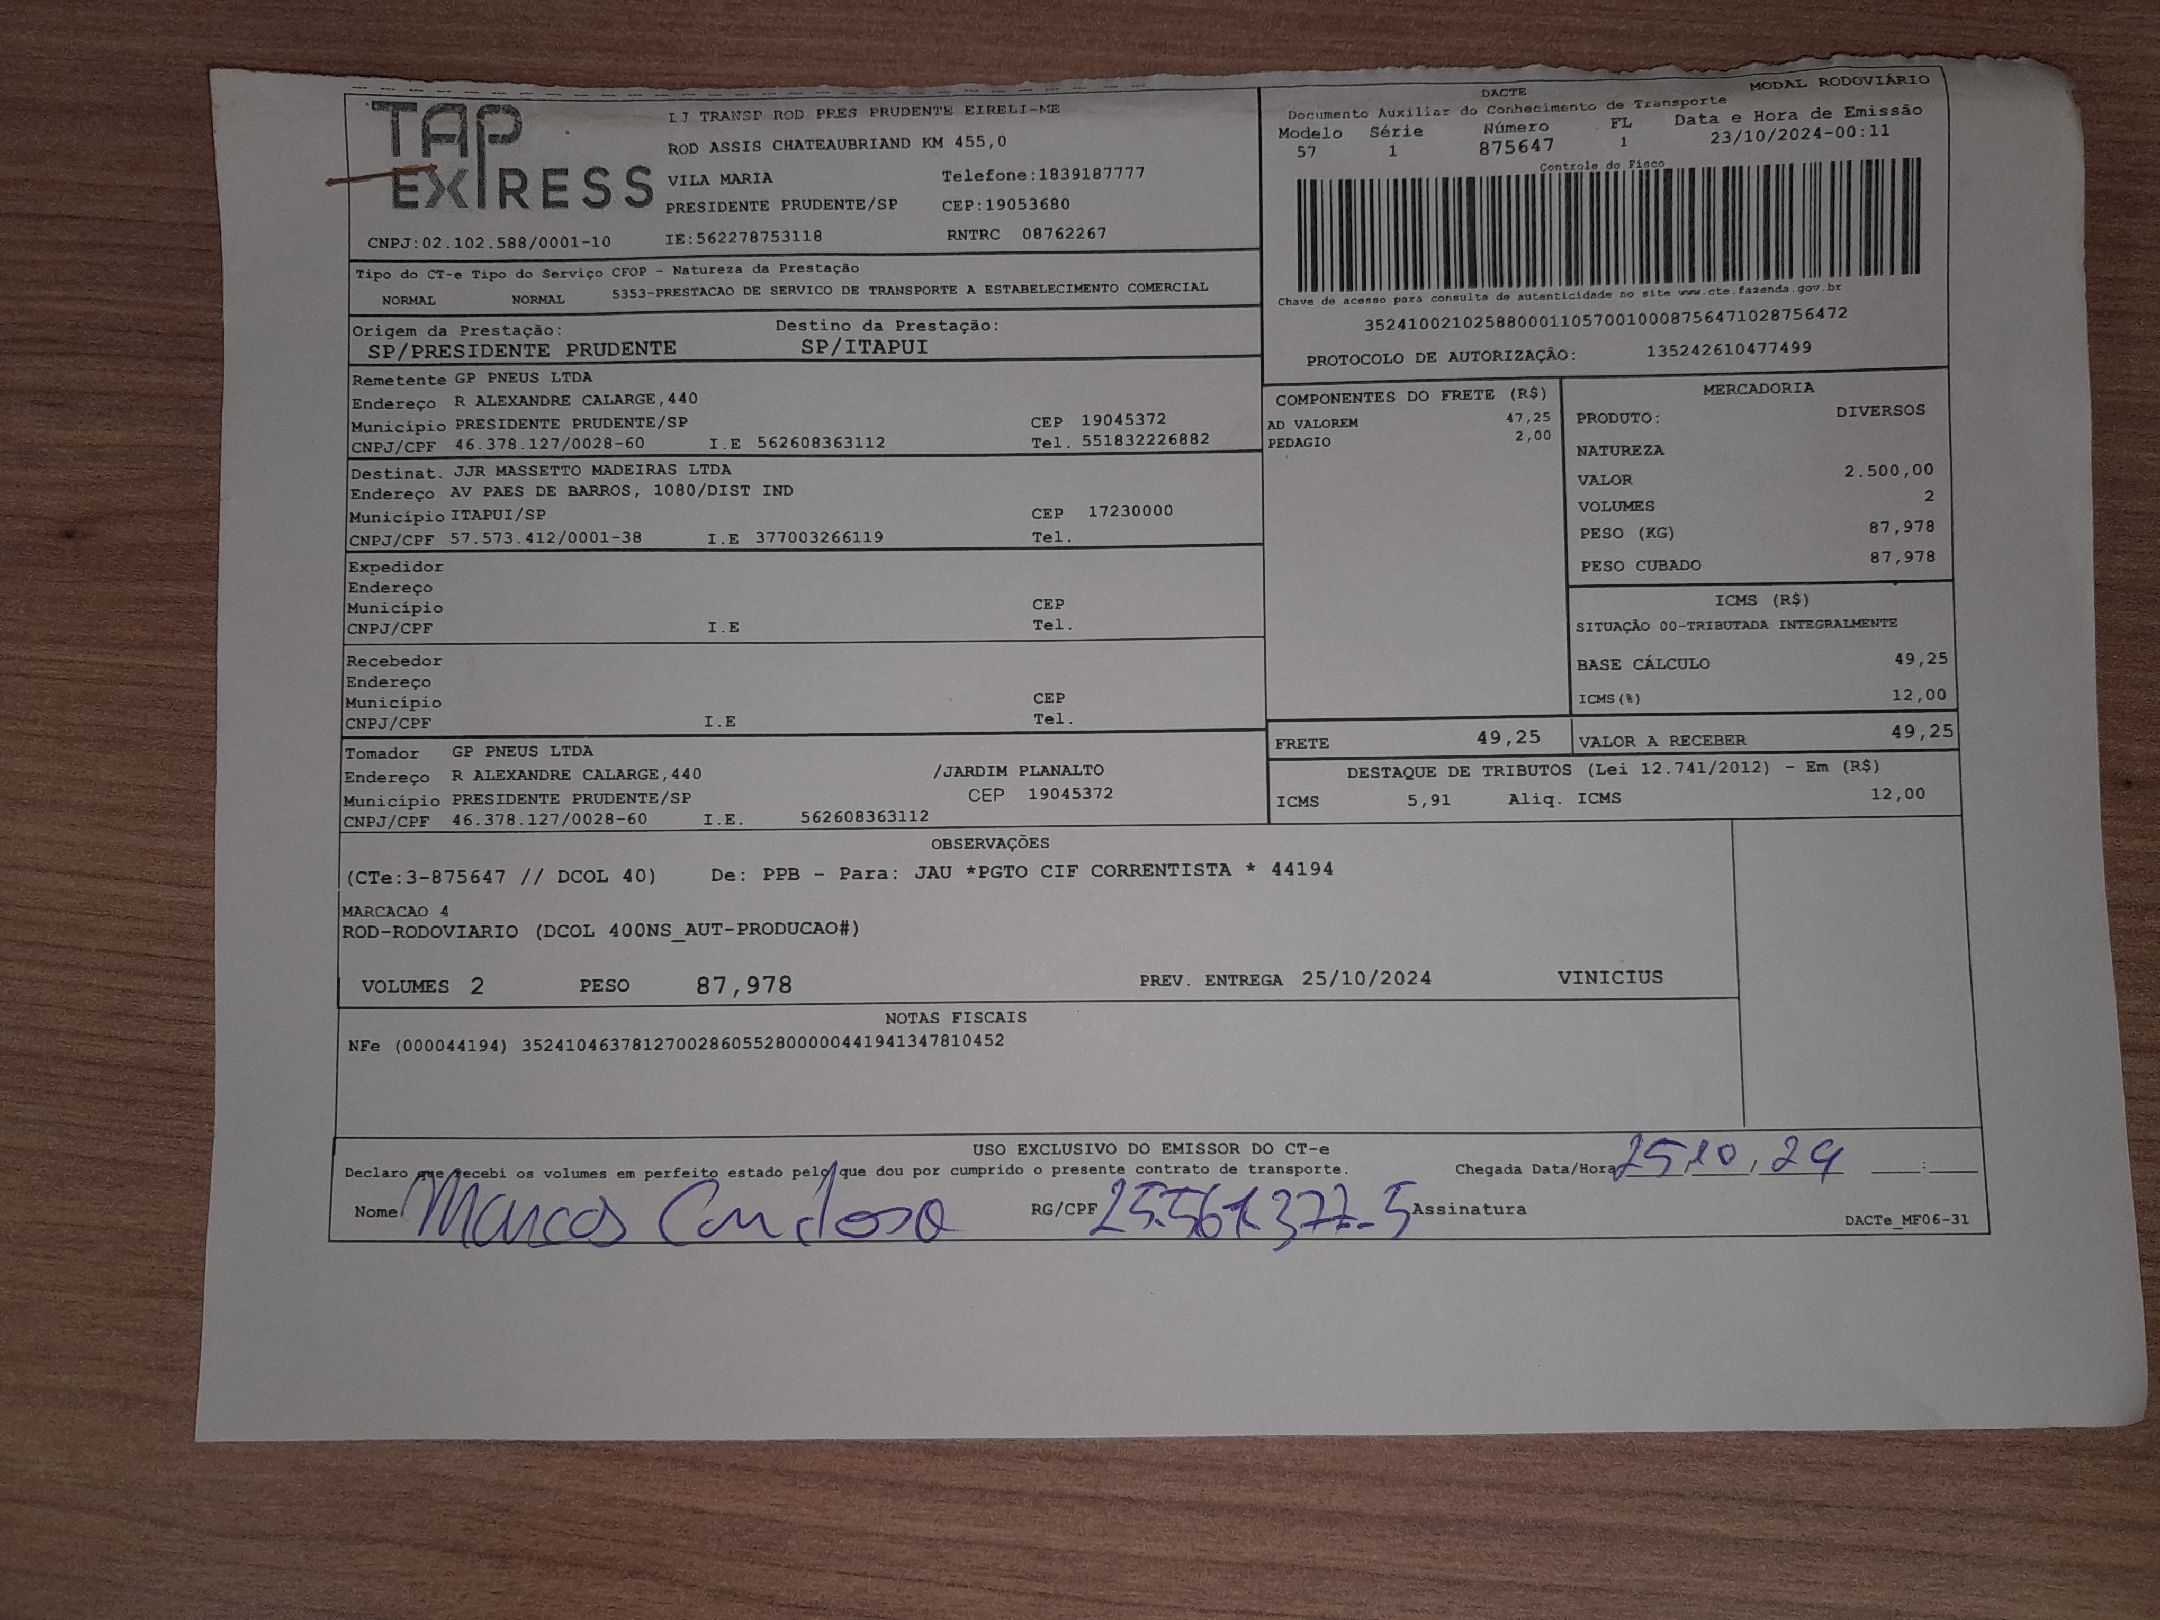 TAP EXPRESS
LJ TRANSP ROD PRES PRUDENTE EIRELI-ME
ROD ASSIS CHATEAUBRIAND KM 455,0
VILA MARIA Telefone:1839187777
PRESIDENTE PRUDENTE/SP CEP:19053680
CNPJ:02.102.588/0001-10 IE:562278753118 RNTRC 08762267
DACTE MODAL RODOVIÁRIO
Documento Auxiliar do Conhecimento de Transporte
Modelo Série Número FL Data e Hora de Emissão
57 1 875647 1 23/10/2024-00:11
Controle do Fisco
Chave de acesso para consulta de autenticidade no site www.cte.fazenda.gov.br
35241002102588000110570010008756471028756472
PROTOCOLO DE AUTORIZAÇÃO: 135242610477499
Tipo do CT-e Tipo do Serviço CFOP - Natureza da Prestação
NORMAL NORMAL 5353-PRESTACAO DE SERVICO DE TRANSPORTE A ESTABELECIMENTO COMERCIAL
Origem da Prestação: Destino da Prestação:
SP/PRESIDENTE PRUDENTE SP/ITAPUI
Remetente GP PNEUS LTDA
Endereço R ALEXANDRE CALARGE,440
Município PRESIDENTE PRUDENTE/SP CEP 19045372
CNPJ/CPF 46.378.127/0028-60 I.E 562608363112 Tel. 551832226882
Destinat. JJR MASSETTO MADEIRAS LTDA
Endereço AV PAES DE BARROS, 1080/DIST IND
Município ITAPUI/SP CEP 17230000
CNPJ/CPF 57.573.412/0001-38 I.E 377003266119 Tel.
Expedidor
Endereço
Município CEP
CNPJ/CPF I.E Tel.
Recebedor
Endereço
Município CEP
CNPJ/CPF I.E Tel.
Tomador GP PNEUS LTDA
Endereço R ALEXANDRE CALARGE,440 /JARDIM PLANALTO
Município PRESIDENTE PRUDENTE/SP CEP 19045372
CNPJ/CPF 46.378.127/0028-60 I.E. 562608363112
COMPONENTES DO FRETE (R$)
AD VALOREM 47,25
PEDAGIO 2,00
MERCADORIA
PRODUTO: DIVERSOS
NATUREZA
VALOR 2.500,00
VOLUMES 2
PESO (KG) 87,978
PESO CUBADO 87,978
ICMS (R$)
SITUAÇÃO 00-TRIBUTADA INTEGRALMENTE
BASE CÁLCULO 49,25
ICMS(%) 12,00
FRETE 49,25 VALOR A RECEBER 49,25
DESTAQUE DE TRIBUTOS (Lei 12.741/2012) - Em (R$)
ICMS 5,91 Aliq. ICMS 12,00
OBSERVAÇÕES
(CTe:3-875647 // DCOL 40) De: PPB - Para: JAU *PGTO CIF CORRENTISTA * 44194
MARCACAO 4
ROD-RODOVIARIO (DCOL 400NS_AUT-PRODUCAO#)
VOLUMES 2 PESO 87,978 PREV. ENTREGA 25/10/2024 VINICIUS
NOTAS FISCAIS
NFe (000044194) 35241046378127002860552800000441941347810452
USO EXCLUSIVO DO EMISSOR DO CT-e
Declaro que recebi os volumes em perfeito estado pelo que dou por cumprido o presente contrato de transporte. Chegada Data/Hora 25,10,24 ____:____
Nome Marcos Cardoso RG/CPF Assinatura
DACTe_MF06-31